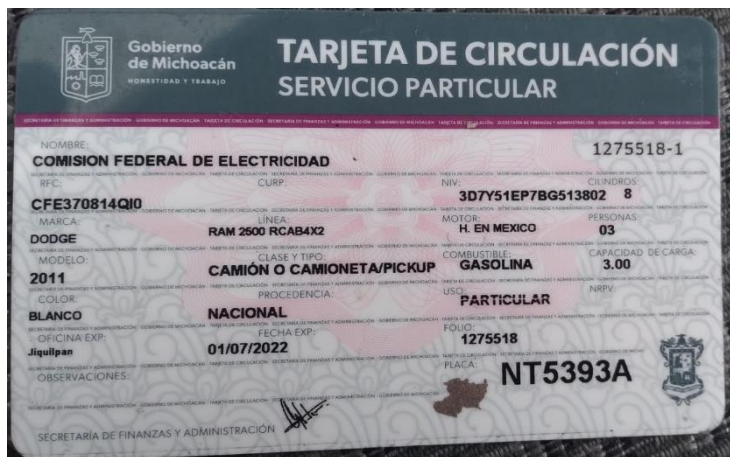 Gobierno
de Michoacán
HONESTIDAD Y TRABAJO
TARJETA DE CIRCULACIÓN
SERVICIO PARTICULAR
NOMBRE:
1275518-1
COMISION FEDERAL DE ELECTRICIDAD
RFC: CURP: NIV: CILINDROS:
CFE370814QI0 3D7Y51EP7BG513802 8
MARCA: LÍNEA: MOTOR: PERSONAS
DODGE RAM 2500 RCAB4X2 H. EN MEXICO 03
MODELO: CLASE Y TIPO: COMBUSTIBLE: CAPACIDAD DE CARGA:
2011 CAMIÓN O CAMIONETA/PICKUP GASOLINA 3.00
COLOR: PROCEDENCIA: USO: NRPV:
BLANCO NACIONAL PARTICULAR
OFICINA EXP: FECHA EXP: FOLIO:
Jiquilpan 01/07/2022 1275518
OBSERVACIONES: PLACA: NT5393A
SECRETARÍA DE FINANZAS Y ADMINISTRACIÓN